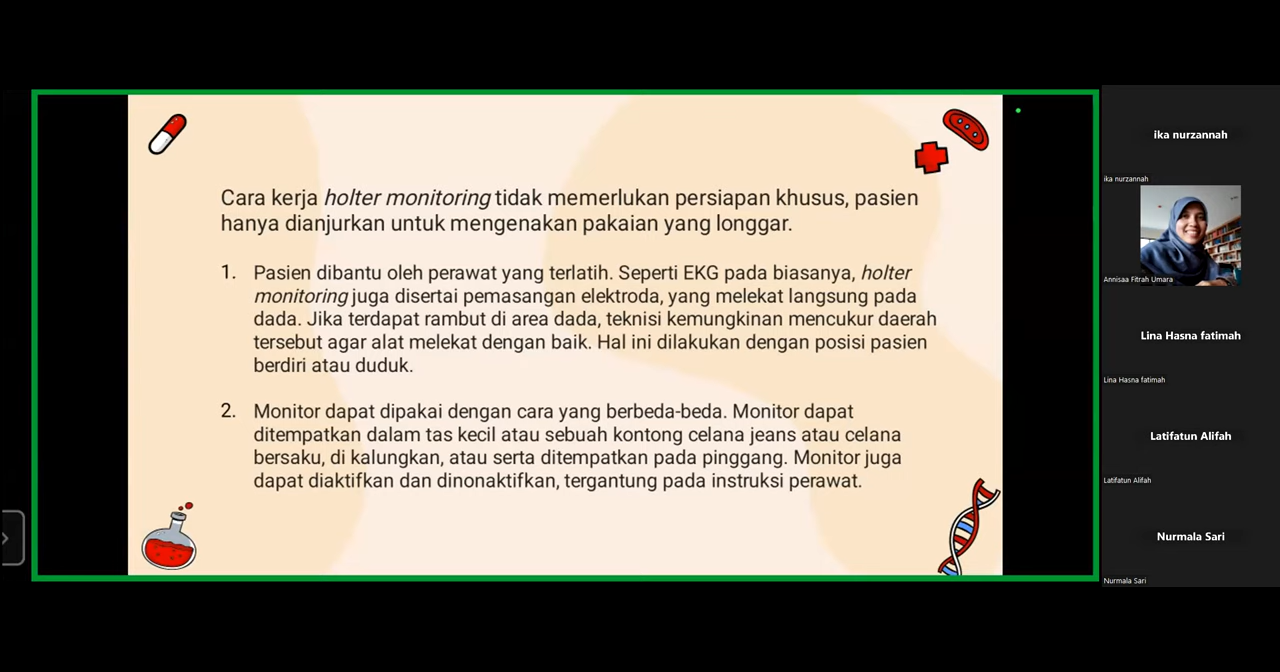 Cara kerja holter monitoring tidak memerlukan persiapan khusus, pasien
hanya dianjurkan untuk mengenakan pakaian yang longgar.
1. Pasien dibantu oleh perawat yang terlatih. Seperti EKG pada biasanya, holter
monitoring juga disertai pemasangan elektroda, yang melekat langsung pada
dada. Jika terdapat rambut di area dada, teknisi kemungkinan mencukur daerah
tersebut agar alat melekat dengan baik. Hal ini dilakukan dengan posisi pasien
berdiri atau duduk.
2. Monitor dapat dipakai dengan cara yang berbeda-beda. Monitor dapat
ditempatkan dalam tas kecil atau sebuah kontong celana jeans atau celana
bersaku, di kalungkan, atau serta ditempatkan pada pinggang. Monitor juga
dapat diaktifkan dan dinonaktifkan, tergantung pada instruksi perawat.
ika nurzannah
ika nurzannah
Annisaa Fitrah Umara
Lina Hasna fatimah
Lina Hasna fatimah
Latifatun Alifah
Latifatun Alifah
Nurmala Sari
Nurmala Sari